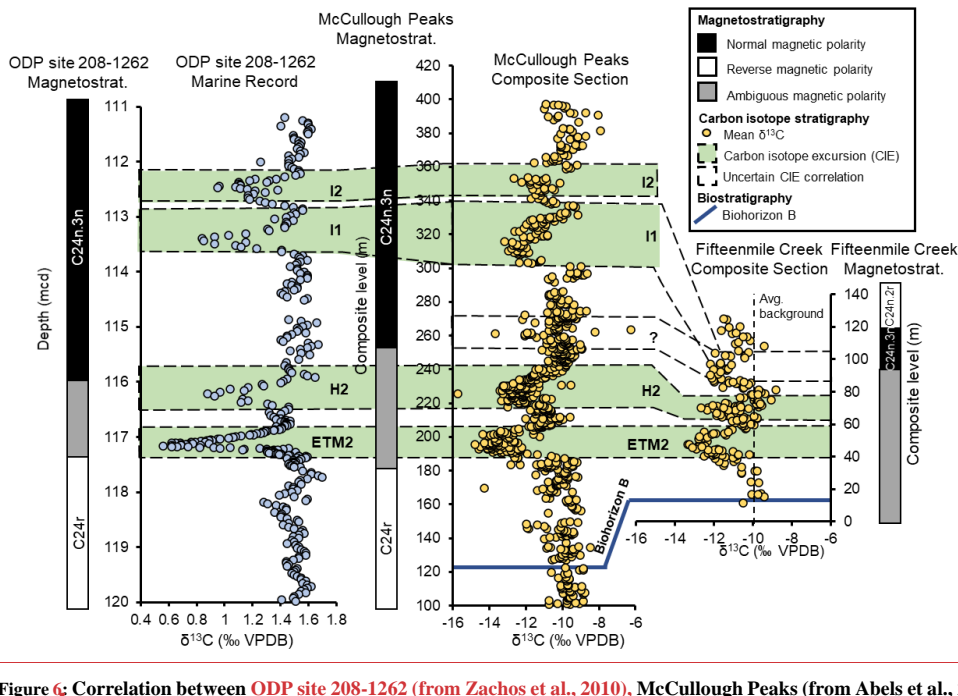 McCullough Peaks
Magnetostrat.
ODP site 208-1262
Magnetostrat.
ODP site 208-1262
Marine Record
McCullough Peaks
Composite Section
Magnetostratigraphy
Normal magnetic polarity
Reverse magnetic polarity
Ambiguous magnetic polarity
Carbon isotope stratigraphy
Mean δ¹³C
Carbon isotope excursion (CIE)
Uncertain CIE correlation
Biostratigraphy
Biohorizon B
Fifteenmile Creek
Composite Section
Fifteenmile Creek
Magnetostrat.
Depth (mcd)
C24n.3n
C24r
111
112
113
114
115
116
117
118
119
120
0.4 0.6 0.8 1 1.2 1.4 1.6 1.8
δ¹³C (‰ VPDB)
I2
I1
H2
ETM2
Composite level (m)
C24n.3n
C24r
420
400
380
360
340
320
300
280
260
240
220
200
180
160
140
120
100
-16 -14 -12 -10 -8 -6
δ¹³C (‰ VPDB)
I2
I1
?
H2
ETM2
Biohorizon B
Avg.
background
140
120
100
80
60
40
20
0
-16 -14 -12 -10 -8 -6
δ¹³C (‰ VPDB)
Composite level (m)
C24n.2r
C24n.3n
Figure 6: Correlation between ODP site 208-1262 (from Zachos et al., 2010), McCullough Peaks (from Abels et al.,